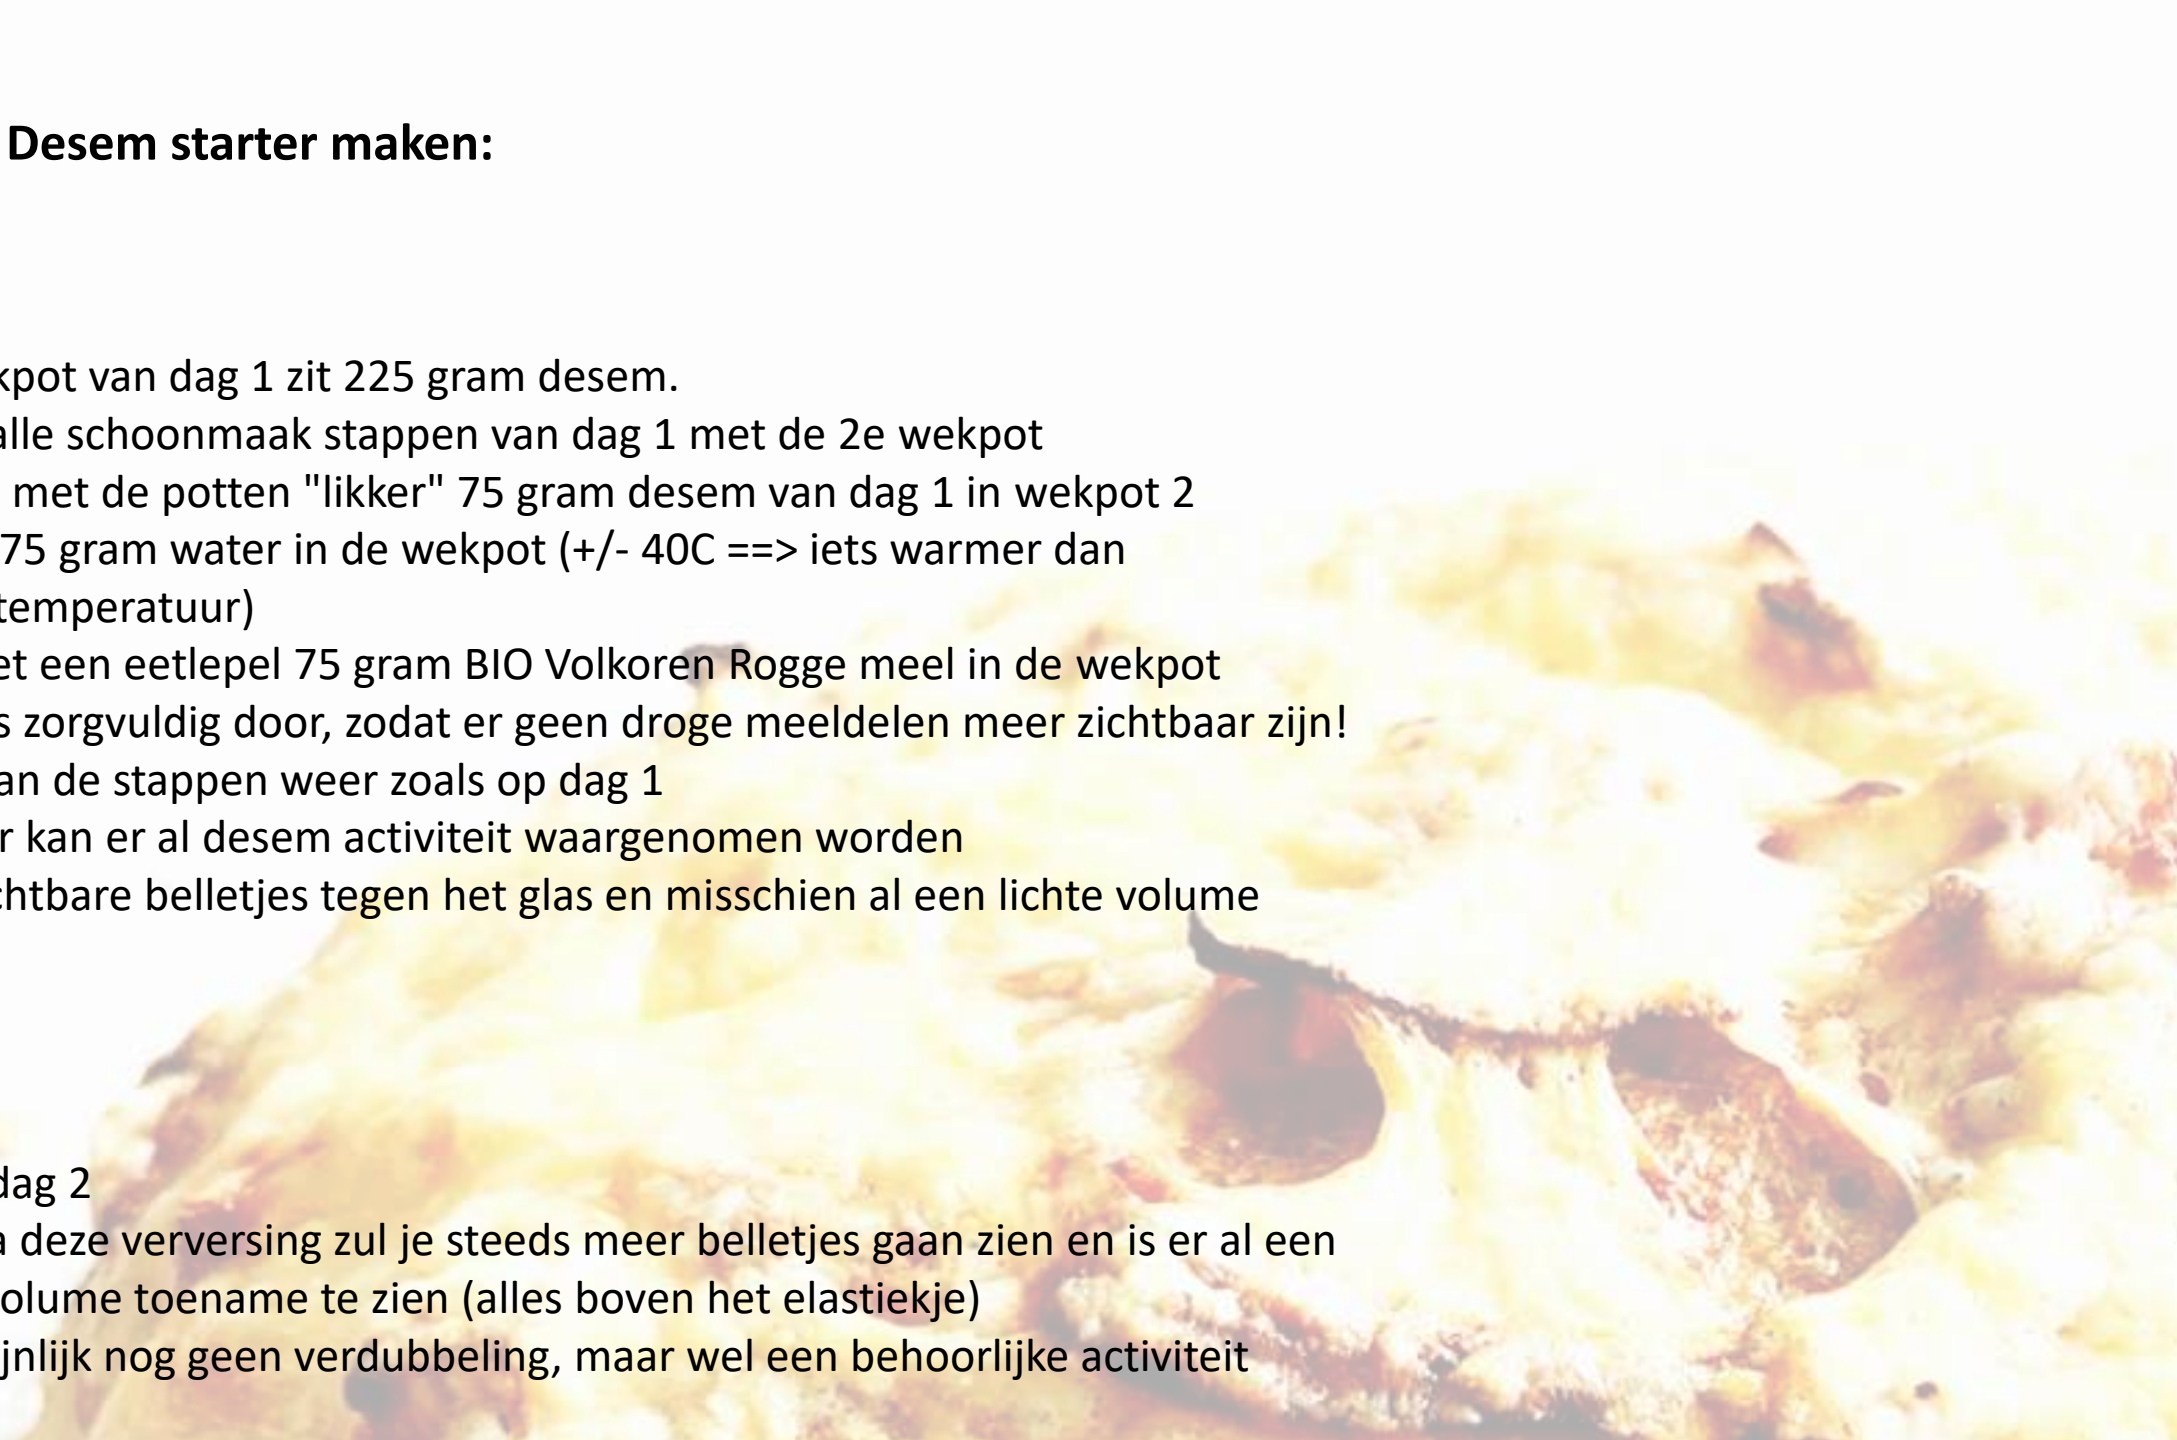 Desem starter maken:
kpot van dag 1 zit 225 gram desem.
alle schoonmaak stappen van dag 1 met de 2e wekpot
met de potten "likker" 75 gram desem van dag 1 in wekpot 2
75 gram water in de wekpot (+/- 40C ==> iets warmer dan
temperatuur)
et een eetlepel 75 gram BIO Volkoren Rogge meel in de wekpot
s zorgvuldig door, zodat er geen droge meeldelen meer zichtbaar zijn!
an de stappen weer zoals op dag 1
r kan er al desem activiteit waargenomen worden
chtbare belletjes tegen het glas en misschien al een lichte volume
dag 2
a deze verversing zul je steeds meer belletjes gaan zien en is er al een
olume toename te zien (alles boven het elastiekje)
jnlijk nog geen verdubbeling, maar wel een behoorlijke activiteit